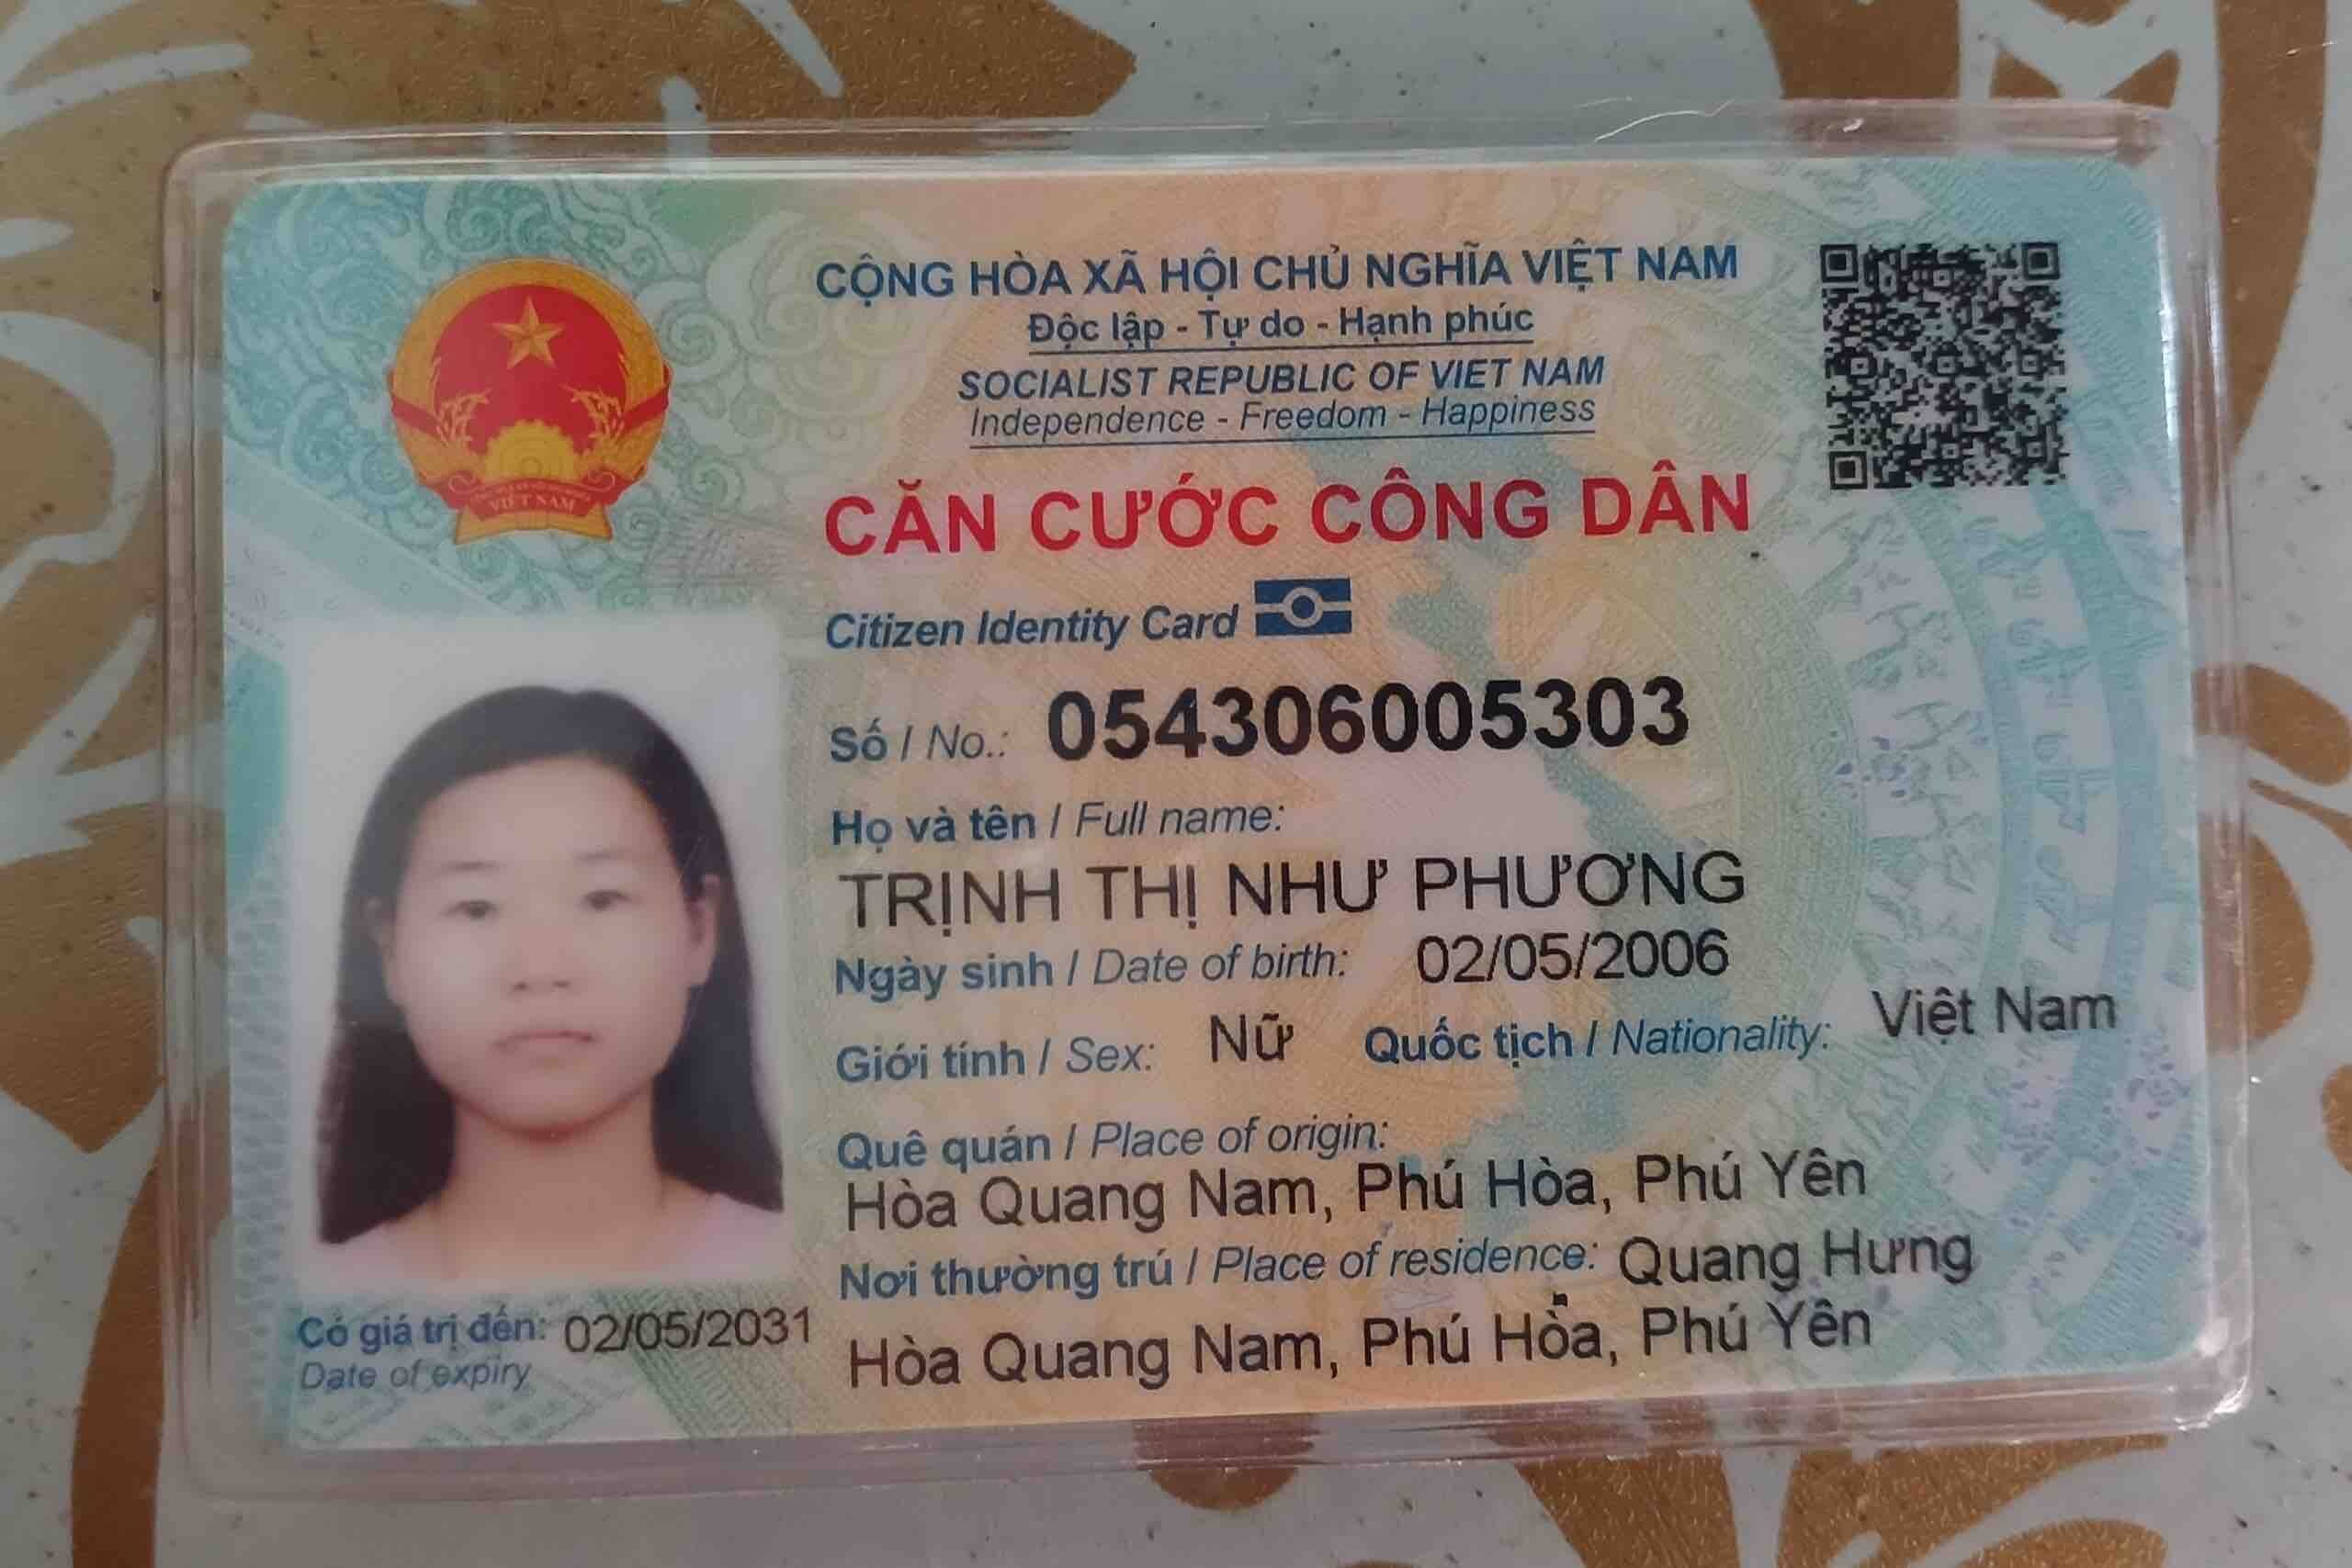 CỘNG HÒA XÃ HỘI CHỦ NGHĨA VIỆT NAM
Độc lập - Tự do - Hạnh phúc
SOCIALIST REPUBLIC OF VIET NAM
Independence - Freedom - Happiness
VIỆT NAM
CĂN CƯỚC CÔNG DÂN
Citizen Identity Card
Số / No.: 054306005303
Họ và tên / Full name:
TRỊNH THỊ NHƯ PHƯƠNG
Ngày sinh / Date of birth: 02/05/2006
Giới tính / Sex: Nữ Quốc tịch / Nationality: Việt Nam
Quê quán / Place of origin:
Hòa Quang Nam, Phú Hòa, Phú Yên
Nơi thường trú / Place of residence: Quang Hưng
Hòa Quang Nam, Phú Hòa, Phú Yên
Có giá trị đến: 02/05/2031
Date of expiry